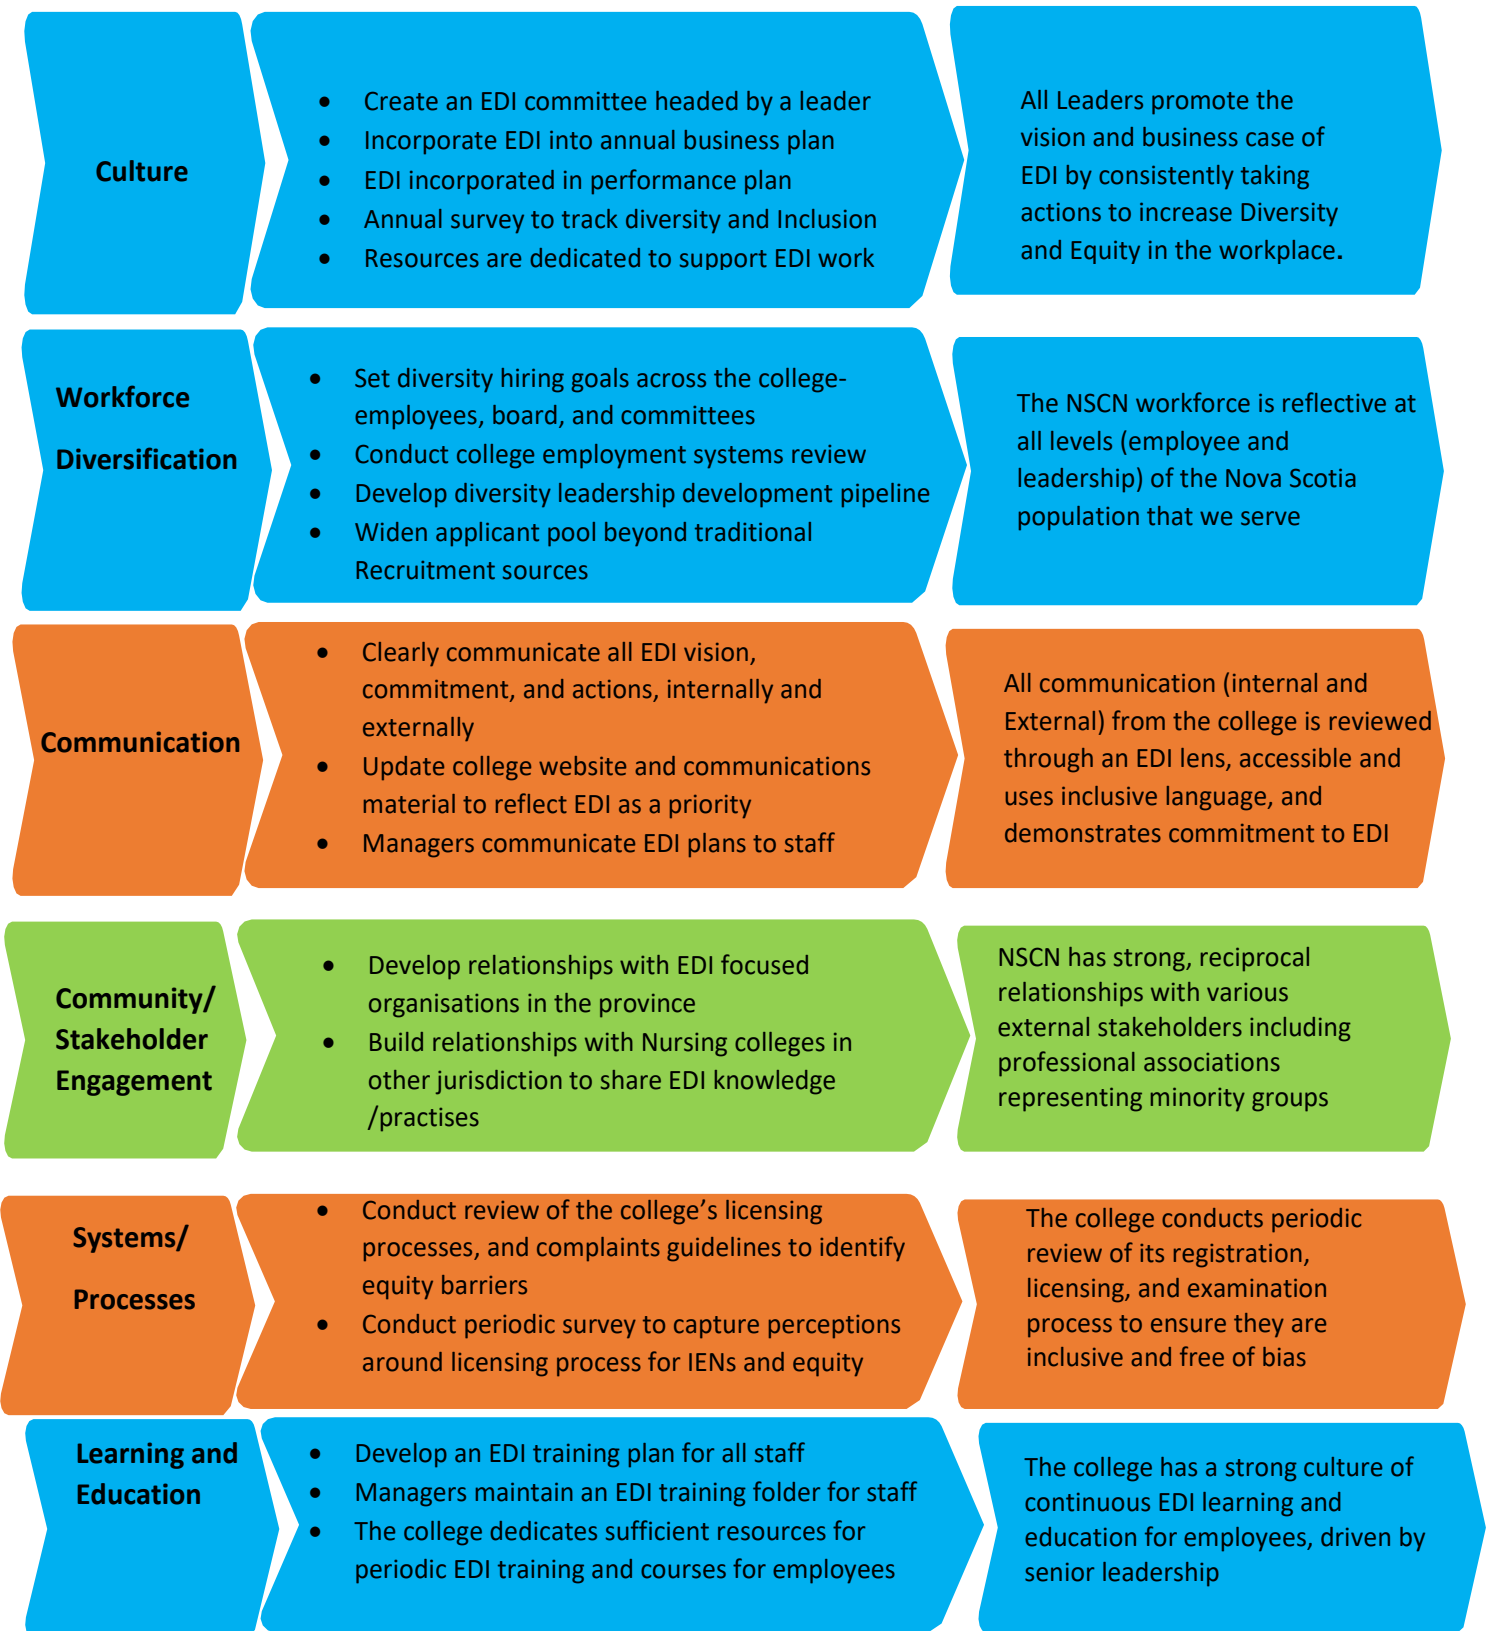 Culture
• Create an EDI committee headed by a leader
• Incorporate EDI into annual business plan
• EDI incorporated in performance plan
• Annual survey to track diversity and Inclusion
• Resources are dedicated to support EDI work
All Leaders promote the
vision and business case of
EDI by consistently taking
actions to increase Diversity
and Equity in the workplace.
Workforce
Diversification
• Set diversity hiring goals across the college-
employees, board, and committees
• Conduct college employment systems review
• Develop diversity leadership development pipeline
• Widen applicant pool beyond traditional
Recruitment sources
The NSCN workforce is reflective at
all levels (employee and
leadership) of the Nova Scotia
population that we serve
Communication
• Clearly communicate all EDI vision,
commitment, and actions, internally and
externally
• Update college website and communications
material to reflect EDI as a priority
• Managers communicate EDI plans to staff
All communication (internal and
External) from the college is reviewed
through an EDI lens, accessible and
uses inclusive language, and
demonstrates commitment to EDI
Community/
Stakeholder
Engagement
• Develop relationships with EDI focused
organisations in the province
• Build relationships with Nursing colleges in
other jurisdiction to share EDI knowledge
/practises
NSCN has strong, reciprocal
relationships with various
external stakeholders including
professional associations
representing minority groups
Systems/
Processes
• Conduct review of the college’s licensing
processes, and complaints guidelines to identify
equity barriers
• Conduct periodic survey to capture perceptions
around licensing process for IENs and equity
The college conducts periodic
review of its registration,
licensing, and examination
process to ensure they are
inclusive and free of bias
Learning and
Education
• Develop an EDI training plan for all staff
• Managers maintain an EDI training folder for staff
• The college dedicates sufficient resources for
periodic EDI training and courses for employees
The college has a strong culture of
continuous EDI learning and
education for employees, driven by
senior leadership